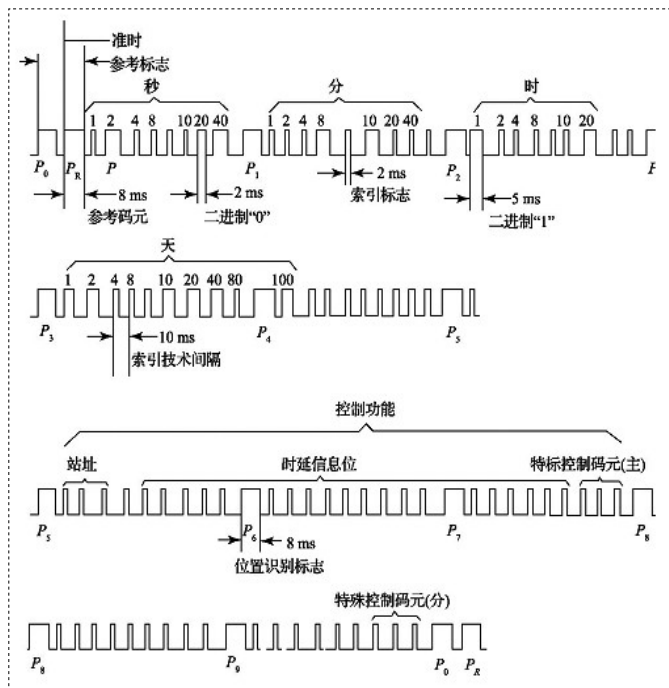 准时
参考标志
秒 分 时
1 2 4 8 10 20 40 1 2 4 8 10 20 40 1 2 4 8 10 20
P0 PR P P1 P2 P
8 ms 2 ms 2 ms 5 ms
参考码元 二进制“0” 索引标志 二进制“1”
天
1 2 4 8 10 20 40 80 100
P3 P4 P5
10 ms
索引技术间隔
控制功能
站址 时延信息位 特标控制码元(主)
P5 P6 P7 P8
8 ms
位置识别标志
特殊控制码元(分)
P8 P9 P0 PR